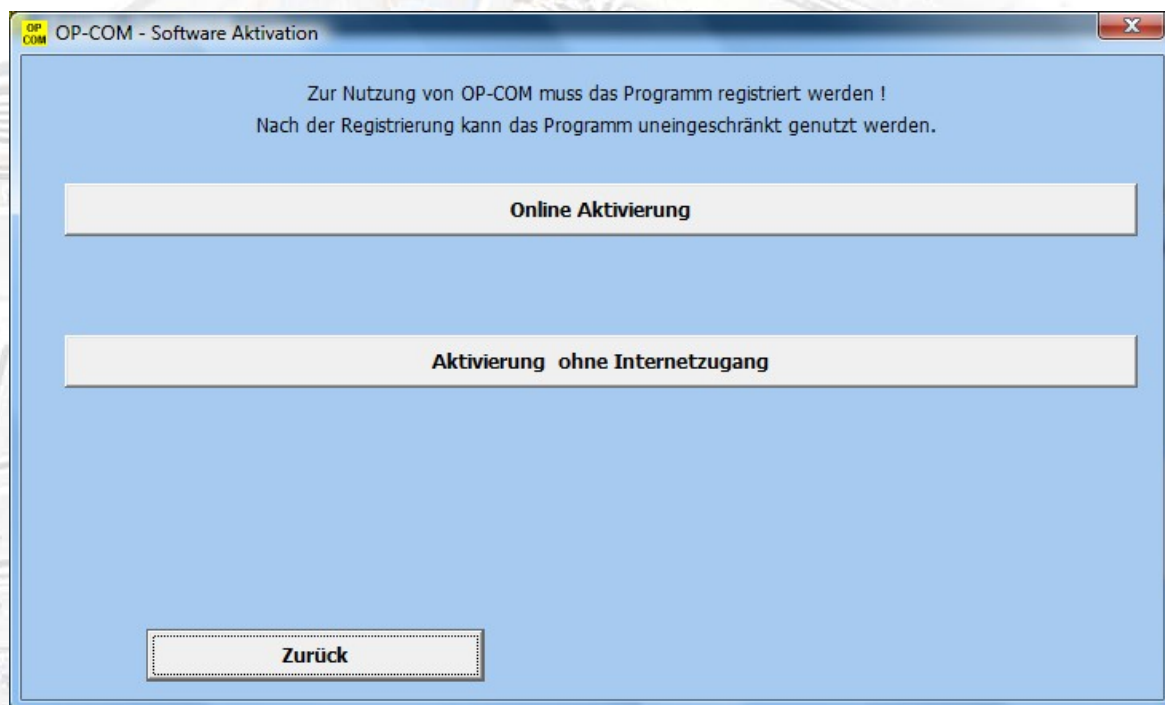 OP COM OP-COM - Software Aktivation
Zur Nutzung von OP-COM muss das Programm registriert werden !
Nach der Registrierung kann das Programm uneingeschränkt genutzt werden.
Online Aktivierung
Aktivierung ohne Internetzugang
Zurück